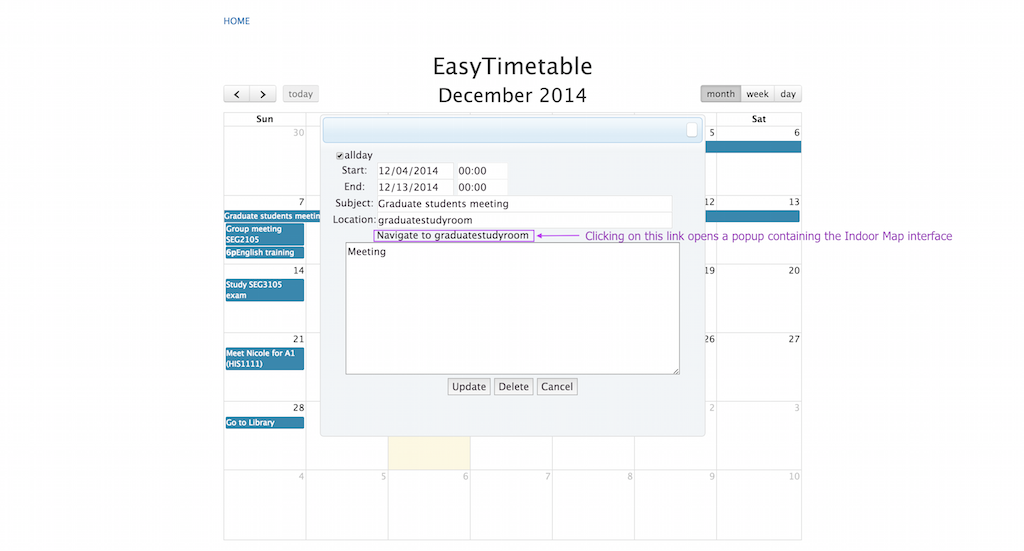 HOME
EasyTimetable
today
December 2014
month week day
Sun
Sat
30
5
6
allday
Start: 12/04/2014 00:00
End: 12/13/2014 00:00
Subject: Graduate students meeting
Location: graduatestudyroom
Navigate to graduatestudyroom
Clicking on this link opens a popup containing the Indoor Map interface
Meeting
7
12
13
Graduate students meetin
Group meeting
SEG2105
6pEnglish training
14
19
20
Study SEG3105
exam
21
26
27
Meet Nicole for A1
(HIS1111)
Update Delete Cancel
28
2
3
Go to Library
4
5
6
7
8
9
10